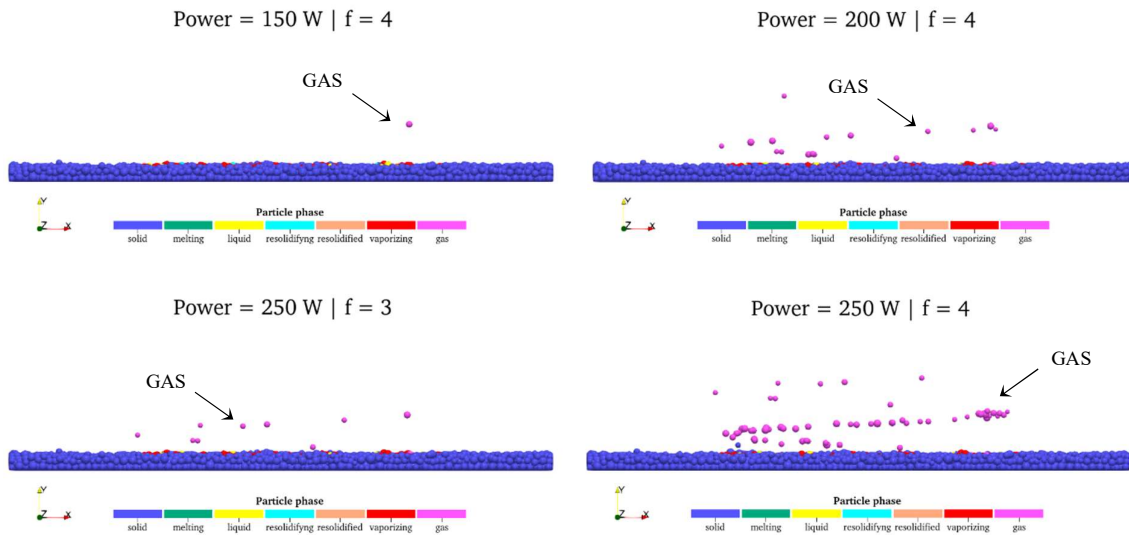 Power = 150 W | f = 4
GAS
Y
Z X
Particle phase
solid melting liquid resolidifyng resolidified vaporizing gas
Power = 200 W | f = 4
GAS
Y
Z X
Particle phase
solid melting liquid resolidifyng resolidified vaporizing gas
Power = 250 W | f = 3
GAS
Y
Z X
Particle phase
solid melting liquid resolidifyng resolidified vaporizing gas
Power = 250 W | f = 4
GAS
Y
Z X
Particle phase
solid melting liquid resolidifyng resolidified vaporizing gas